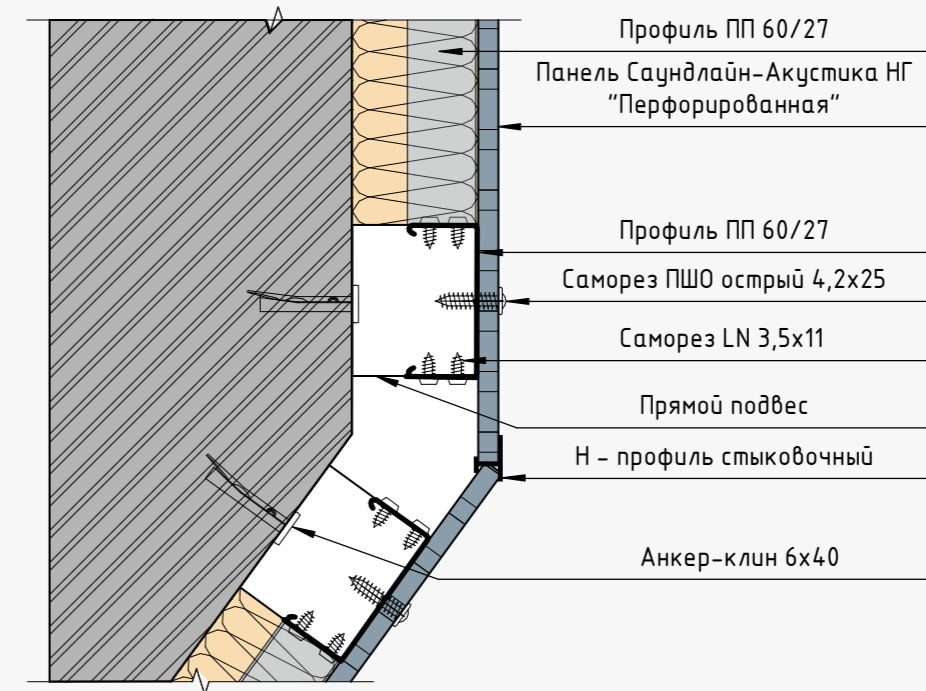 Профиль ПП 60/27
Панель Саундлайн-Акустика НГ
"Перфорированная"
Профиль ПП 60/27
Саморез ПШО острый 4,2х25
Саморез LN 3,5х11
Прямой подвес
Н - профиль стыковочный
Анкер-клин 6х40